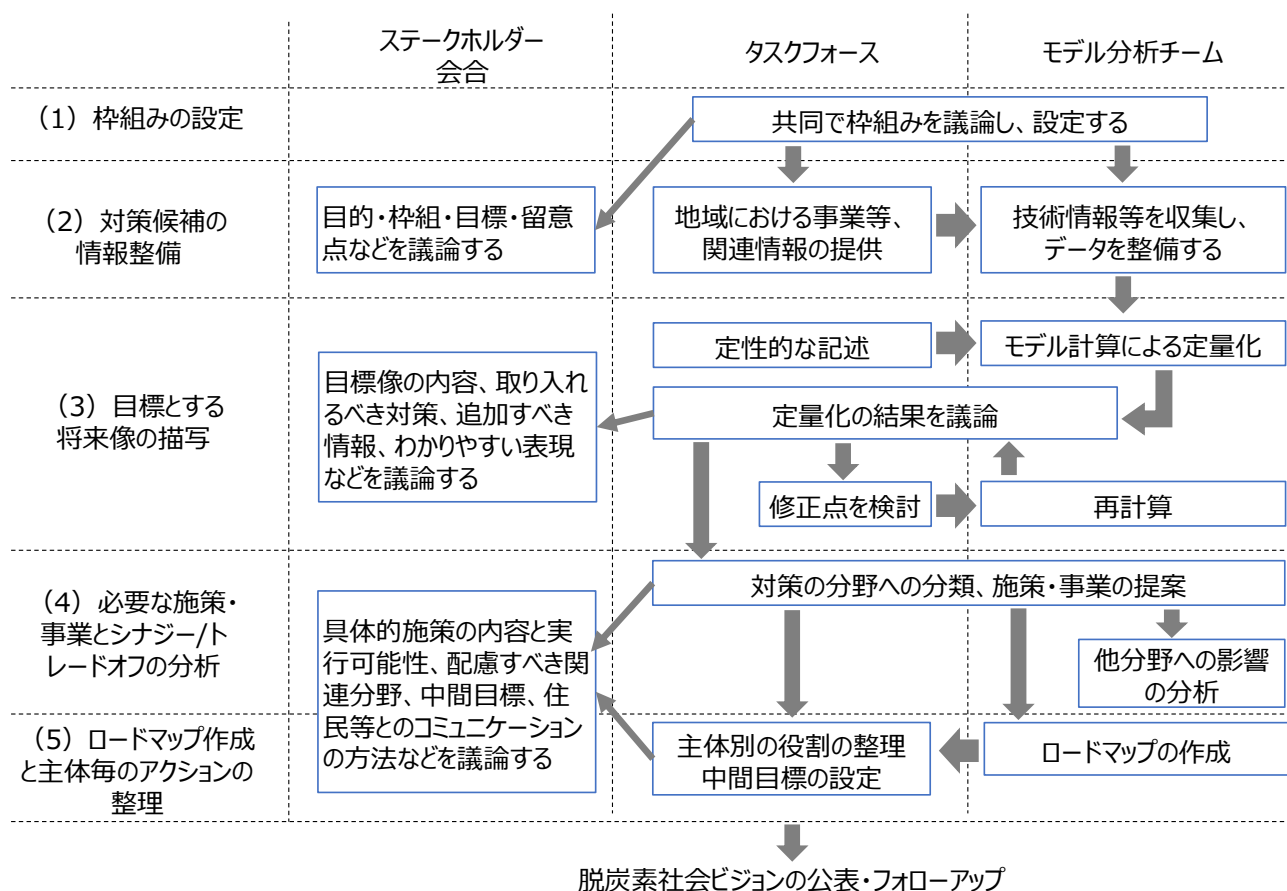 ステークホルダー
会合
タスクフォース
モデル分析チーム
（1）枠組みの設定
共同で枠組みを議論し、設定する
（2）対策候補の
情報整備
目的・枠組・目標・留意
点などを議論する
地域における事業等、
関連情報の提供
技術情報等を収集し、
データを整備する
（3）目標とする
将来像の描写
目標像の内容、取り入れ
るべき対策、追加すべき
情報、わかりやすい表現
などを議論する
定性的な記述
モデル計算による定量化
定量化の結果を議論
修正点を検討
再計算
（4）必要な施策・
事業とシナジー/ト
レードオフの分析
具体的施策の内容と実
行可能性、配慮すべき関
連分野、中間目標、住
民等とのコミュニケーション
の方法などを議論する
対策の分野への分類、施策・事業の提案
他分野への影響
の分析
（5）ロードマップ作成
と主体毎のアクションの
整理
主体別の役割の整理
中間目標の設定
ロードマップの作成
脱炭素社会ビジョンの公表・フォローアップ